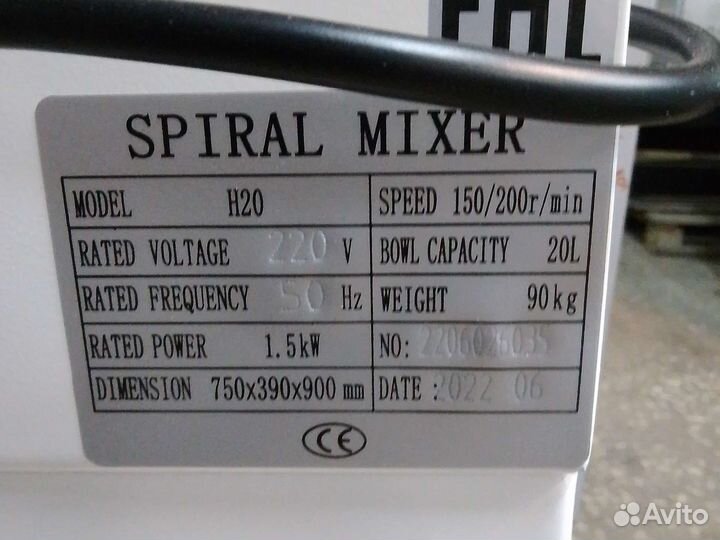 EAC
SPIRAL MIXER
MODEL H20 SPEED 150/200r/min
RATED VOLTAGE 220 V BOWL CAPACITY 20L
RATED FREQUENCY 50 Hz WEIGHT 90kg
RATED POWER 1.5kW NO:
DIMENSION 750x390x900 mm DATE : 2022 06
CE
Avito